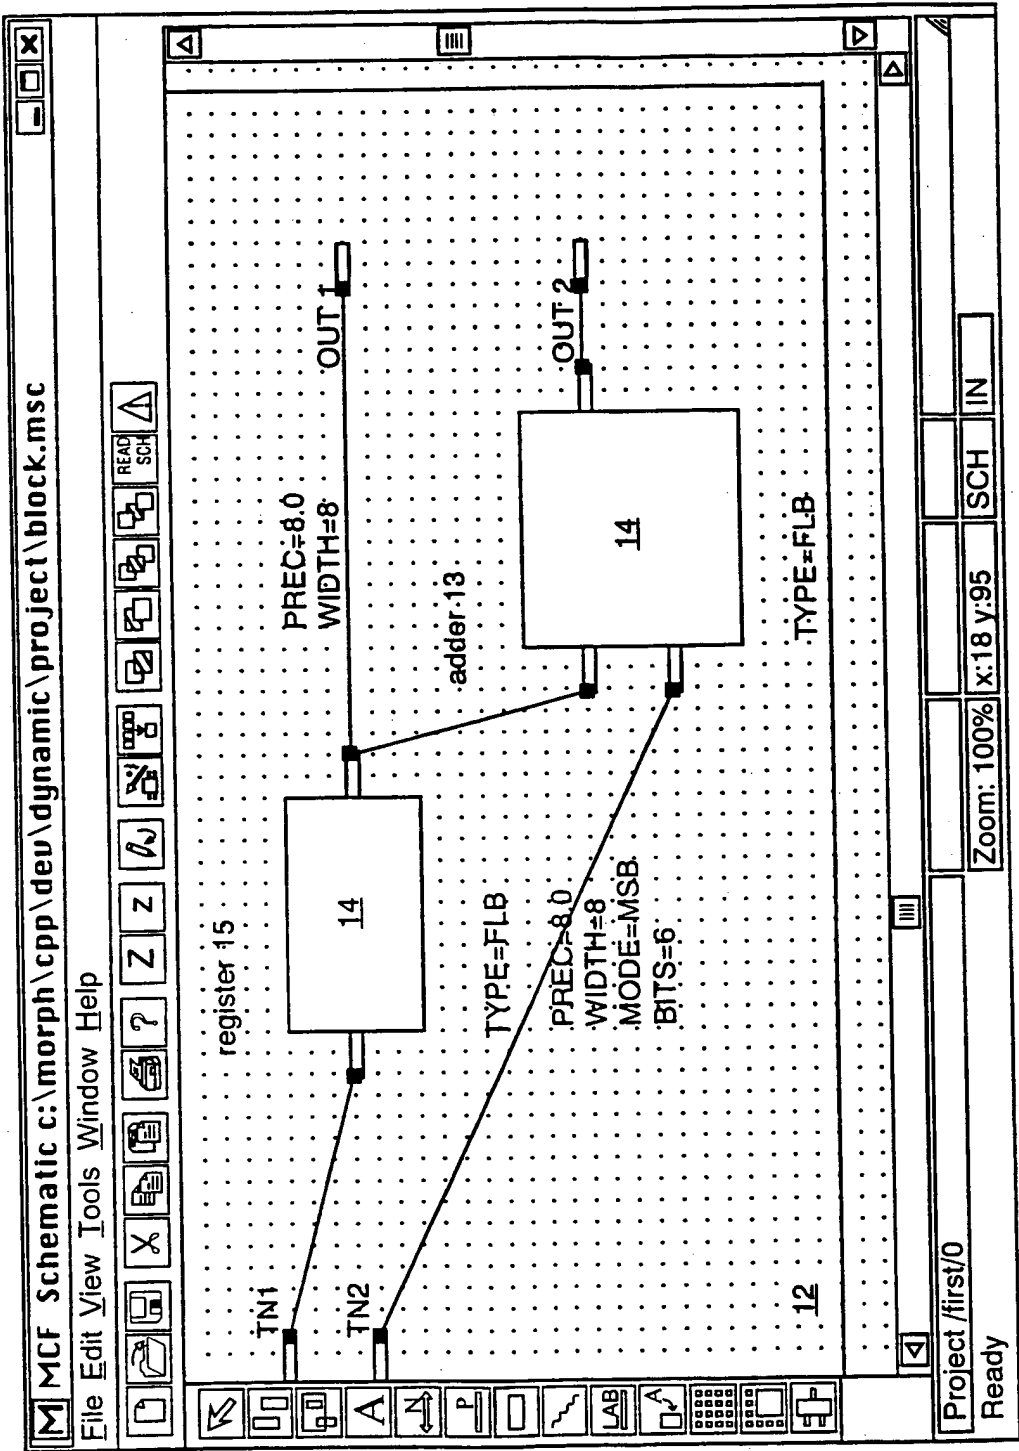 M MCF Schematic c:\morph\cpp\dev\dynamic\project\block.msc
File Edit View Tools Window Help
? Z z READ SCH
A
N
P
LAB
A
TN1
TN2
register 15
14
PREC=8.0
WIDTH=8
OUT 1
adder 13
14
OUT 2
TYPE=FLB
PREC=8.0
WIDTH=8
MODE=MSB
BITS=6
TYPE=FLB
12
Project /first/0
Ready
Zoom: 100% x:18 y:95 SCH IN